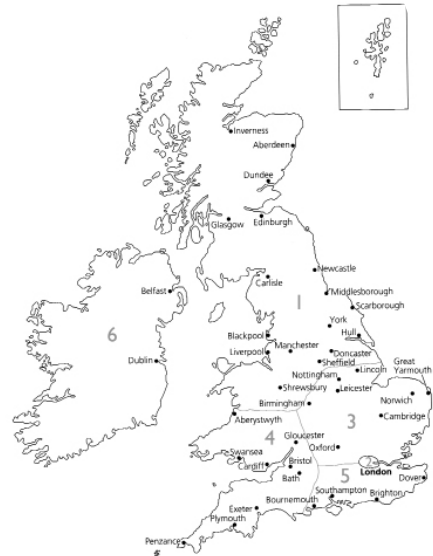 Inverness
Aberdeen
Dundee
Glasgow
Edinburgh
Newcastle
Carlisle
1
Middlesborough
Scarborough
6
Belfast
York
Hull
Blackpool
Manchester
Liverpool
Doncaster
Sheffield
Dublin
Lincoln
Great
Yarmouth
Nottingham
Shrewsbury
Leicester
Norwich
Birmingham
Aberystwyth
3
Cambridge
4
Gloucester
Oxford
Swansea
Cardiff
Bristol
Bath
5
London
Dover
Southampton
Brighton
Bournemouth
Exeter
Plymouth
Penzance